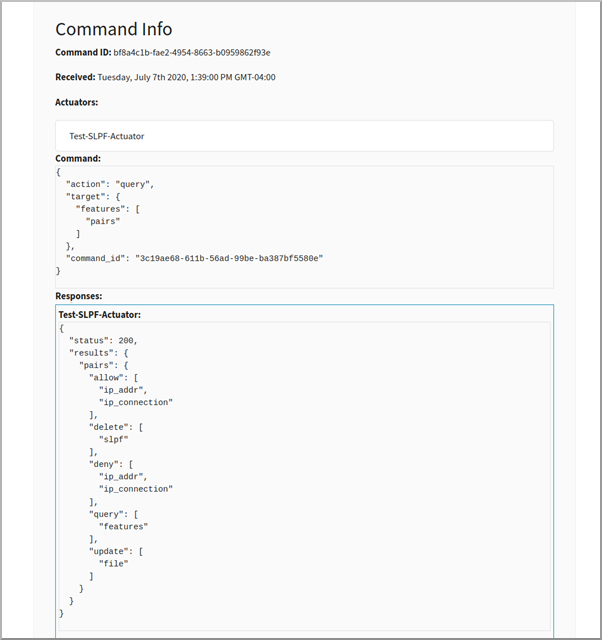 Command Info
Command ID: bf8a4c1b-fae2-4954-8663-b0959862f93e
Received: Tuesday, July 7th 2020, 1:39:00 PM GMT-04:00
Actuators:
Test-SLPF-Actuator
Command:
{
  "action": "query",
  "target": {
    "features": [
      "pairs"
    ]
  },
  "command_id": "3c19ae68-611b-56ad-99be-ba387bf5580e"
}
Responses:
Test-SLPF-Actuator:
{
  "status": 200,
  "results": {
    "pairs": {
      "allow": [
        "ip_addr",
        "ip_connection"
      ],
      "delete": [
        "slpf"
      ],
      "deny": [
        "ip_addr",
        "ip_connection"
      ],
      "query": [
        "features"
      ],
      "update": [
        "file"
      ]
    }
  }
}